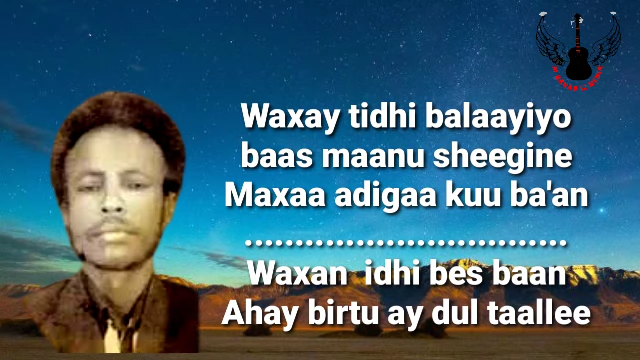 Waxay tidhi balaayiyo
baas maanu sheegine
Maxaa adigaa kuu ba'an
................................
Waxan idhi bes baan
Ahay birtu ay dul taallee